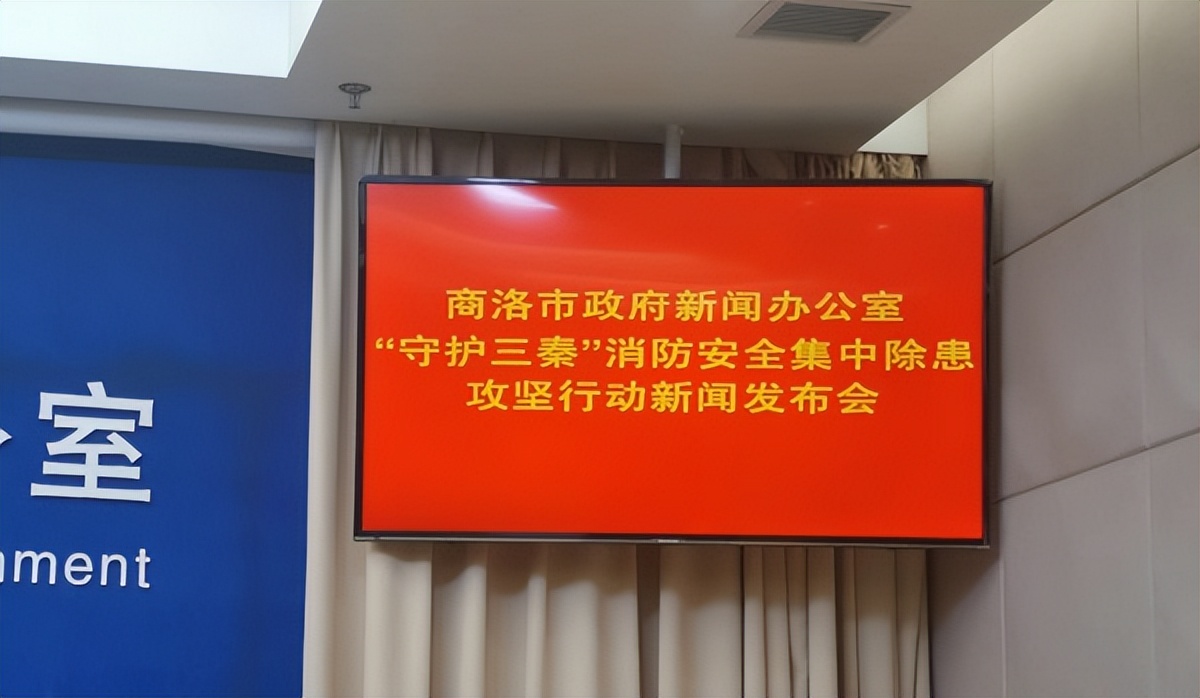 商洛市政府新闻办公室
“守护三秦”消防安全集中除患
攻坚行动新闻发布会
室
nment